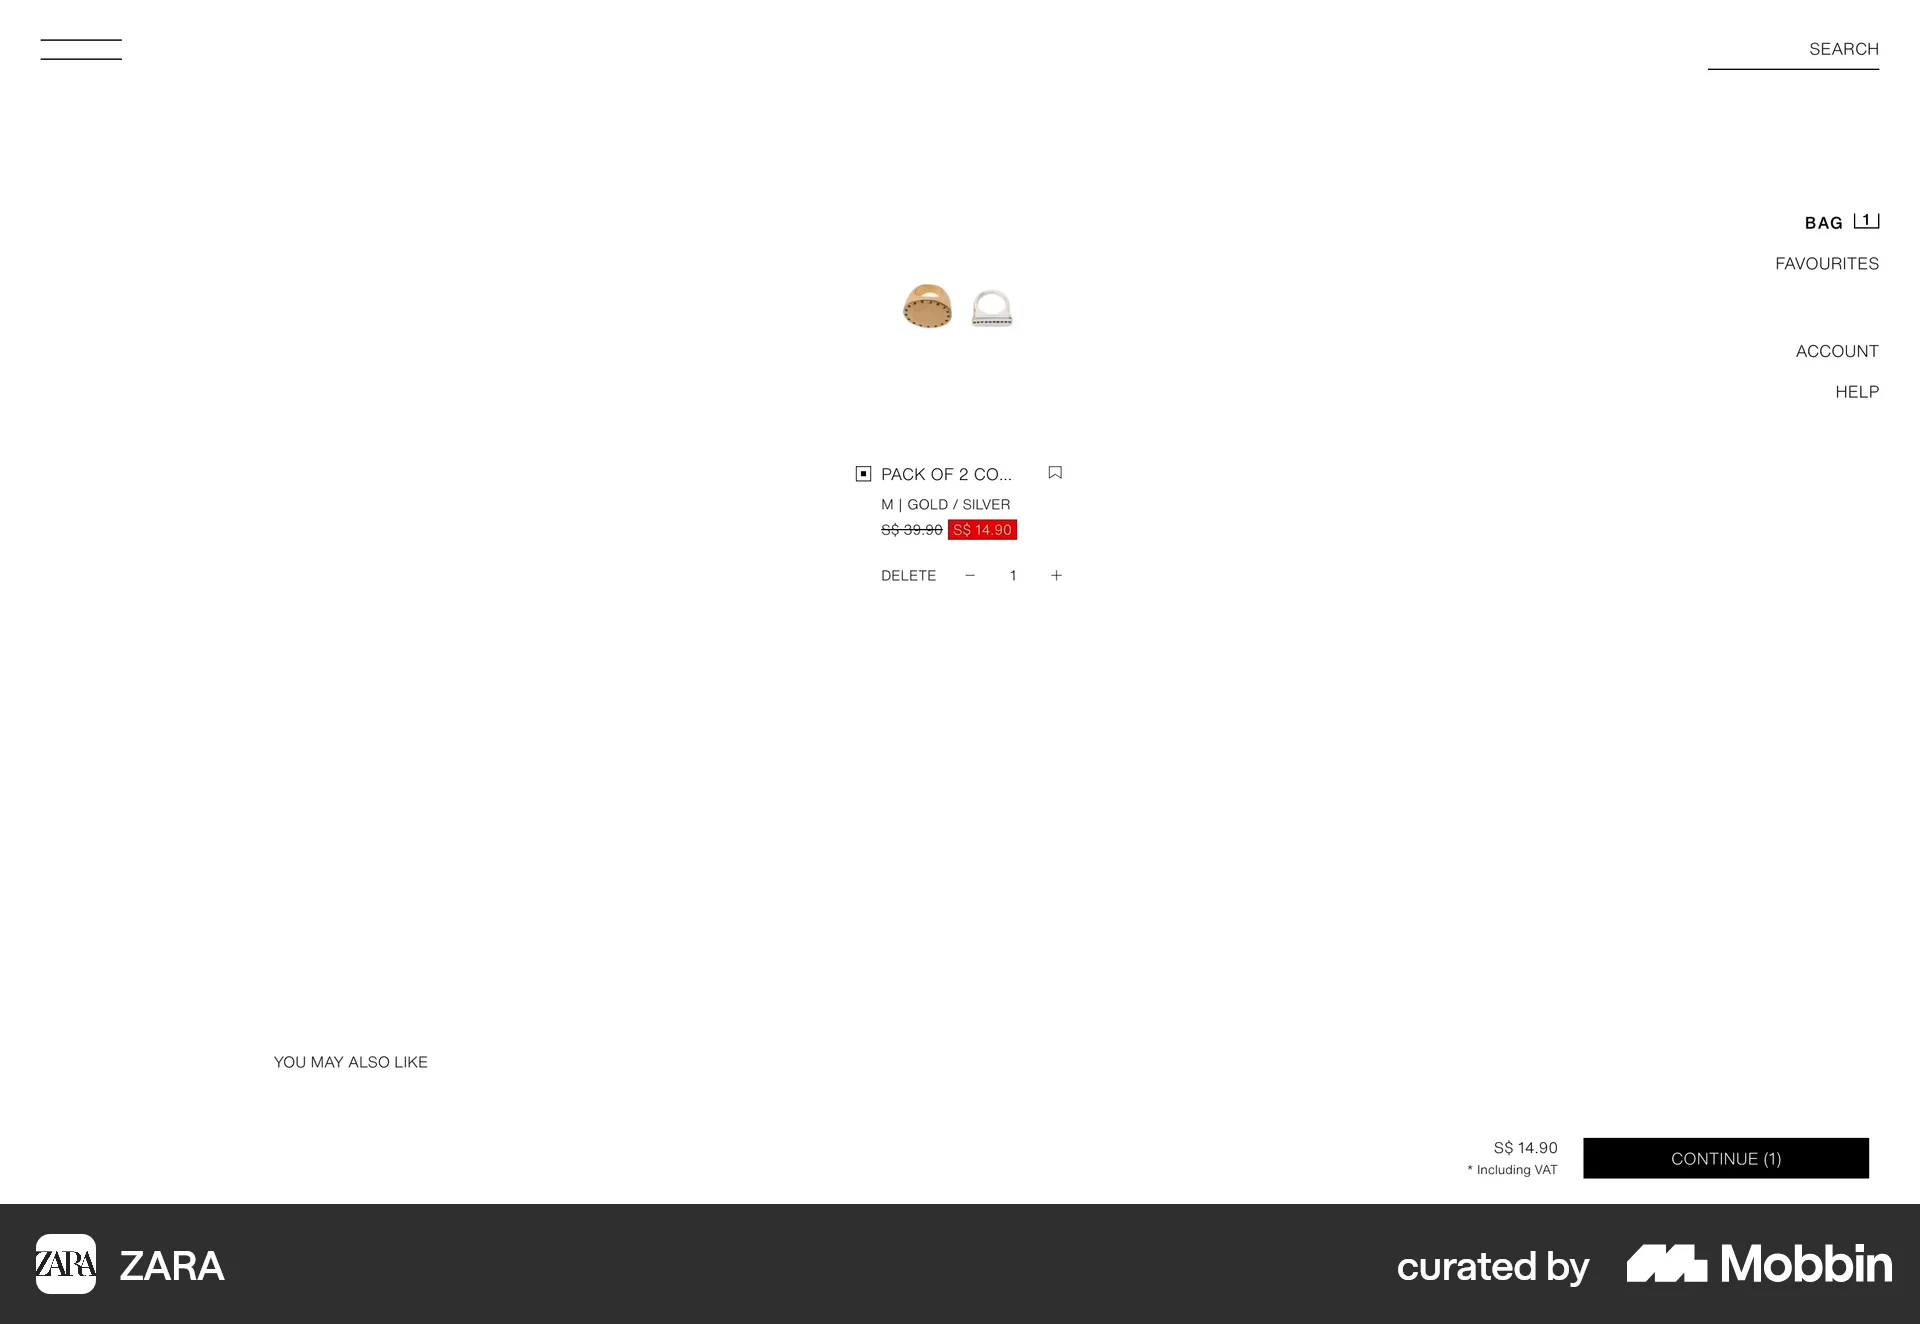 SEARCH
BAG 1
FAVOURITES
ACCOUNT
HELP
PACK OF 2 CO...
M | GOLD / SILVER
S$ 39.90 S$ 14.90
DELETE − 1 +
YOU MAY ALSO LIKE
S$ 14.90
* Including VAT
CONTINUE (1)
ZARA ZARA
curated by Mobbin